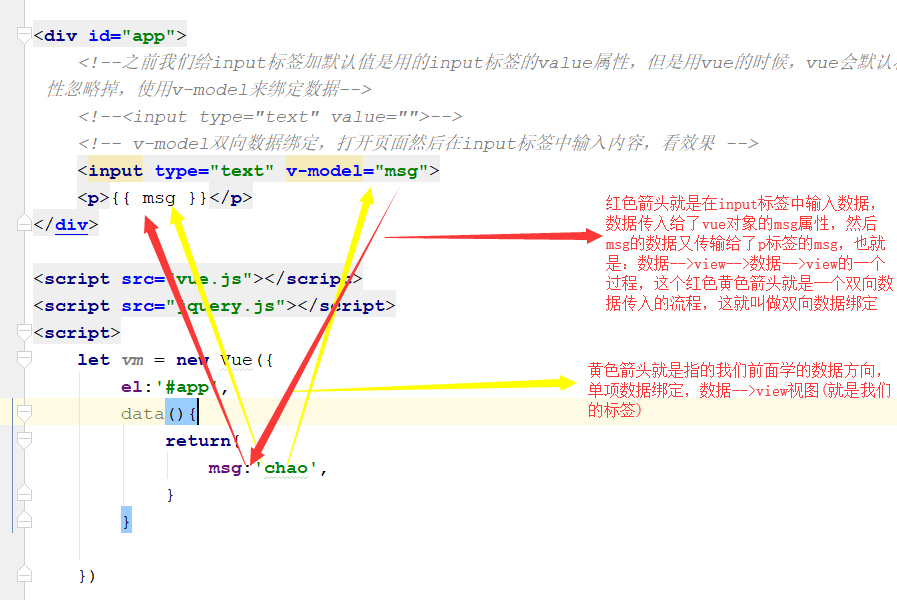 <div id="app">
<!--之前我们给input标签加默认值是用的input标签的value属性，但是用vue的时候，vue会默认
性忽略掉，使用v-model来绑定数据-->
<!--<input type="text" value="">-->
<!-- v-model双向数据绑定，打开页面然后在input标签中输入内容，看效果 -->
<input type="text" v-model="msg">
<p>{{ msg }}</p>
</div>
红色箭头就是在input标签中输入数据，
数据传入给了vue对象的msg属性，然后
msg的数据又传输给了p标签的msg，也就
是：数据-->view-->数据-->view的一个
过程，这个红色黄色箭头就是一个双向数
据传入的流程，这就叫做双向数据绑定
<script src="vue.js"></script>
<script src="jquery.js"></script>
<script>
let vm = new Vue({
el:'#app',
data(){
return{
msg:'chao',
}
}
})
黄色箭头就是指的我们前面学的数据方向，
单项数据绑定，数据-->view视图(就是我们
的标签)